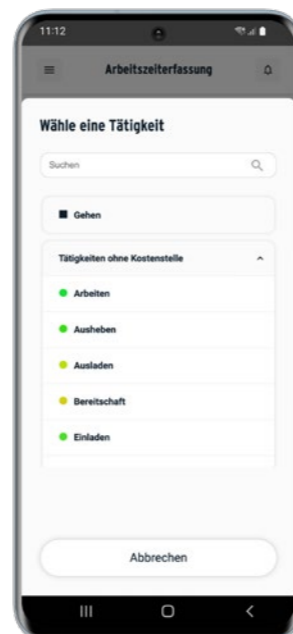 11:12
Arbeitszeiterfassung
Wähle eine Tätigkeit
Suchen
Gehen
Tätigkeiten ohne Kostenstelle
Arbeiten
Ausheben
Ausladen
Bereitschaft
Einladen
Abbrechen